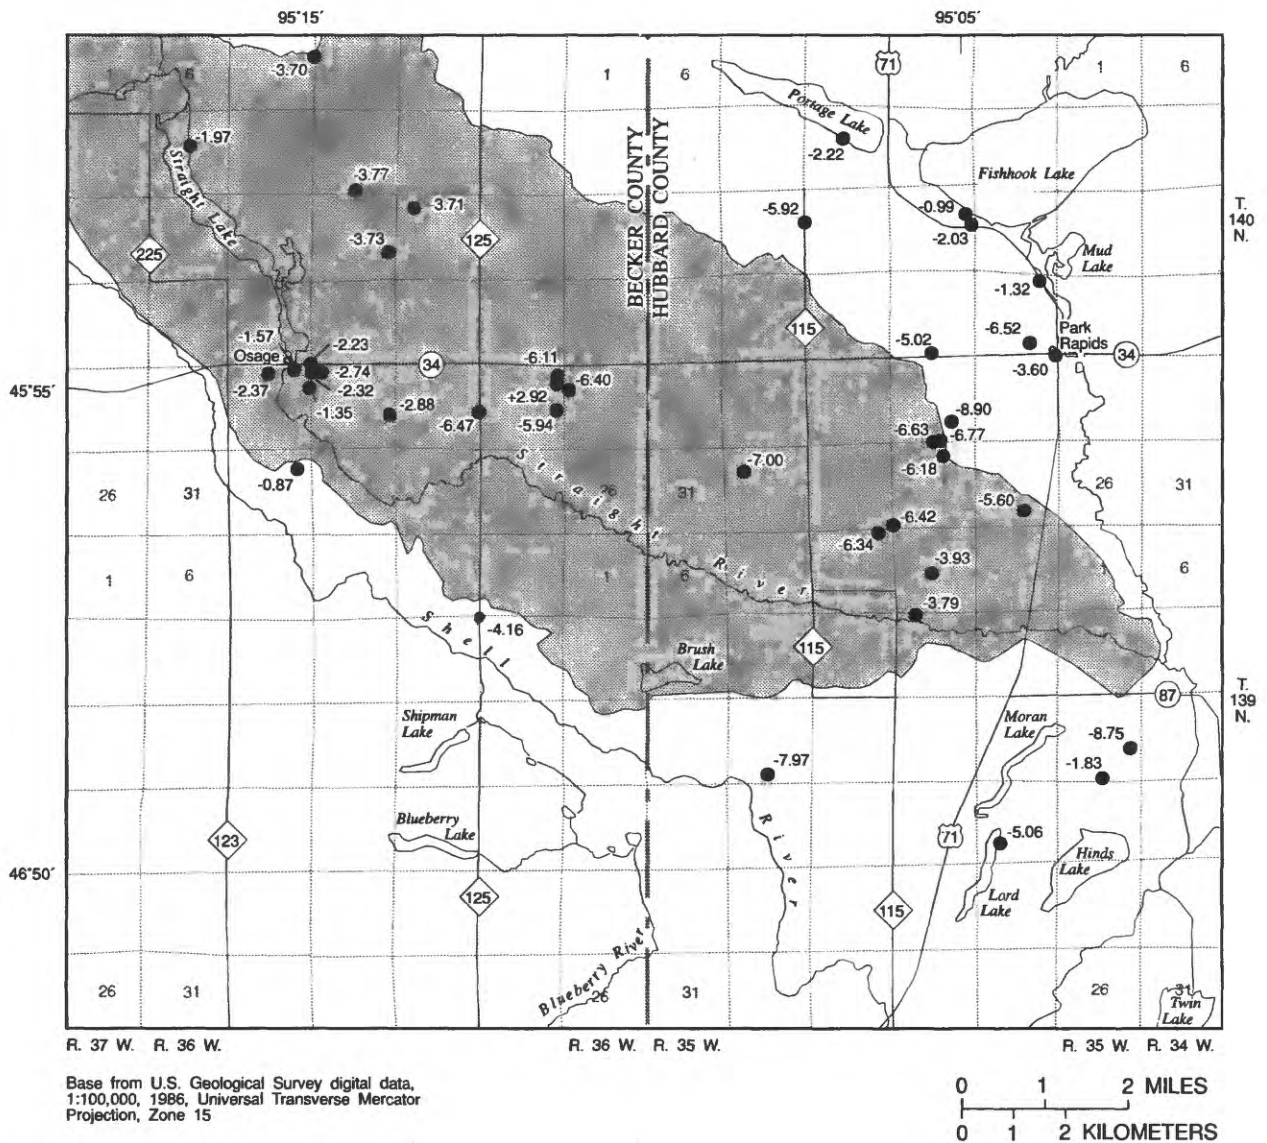 95°15' 95°05'
1 6 1 6 71 1 6
-3.70
Portage Lake
-1.97 -2.22
Straight Lake
Fishhook Lake
-3.77
-3.71 -5.92 -0.99
-3.73 -2.03
T.
140
N.
225 125
BECKER COUNTY
HUBBARD COUNTY
Mud
Lake
-1.32
115
-1.57 -2.23 -6.52 Park
Rapids
Osage 34 -6.11 -5.02 34
-2.74 -6.40 -3.60
45°55' -2.37 -2.32 +2.92
-1.35 -2.88 -6.47 -5.94 -8.90
-6.63 -6.77
-6.18
-0.87 -7.00
26 31 26 31 26 31
Straight River
-5.60
-6.42
-6.34
1 6 1 6 -3.93 1 6
-3.79
-4.16
Shell River
115
Brush
Lake
87
T.
139
N.
Shipman
Lake
Moran
Lake
-8.75
-7.97 -1.83
Blueberry
Lake
123 71 -5.06
Hinds
Lake
46°50'
125 115 Lord
Lake
Blueberry River
26 31 26 31 26 31
Twin
Lake
R. 37 W. R. 36 W. R. 36 W. R. 35 W. R. 35 W. R. 34 W.
Base from U.S. Geological Survey digital data,
1:100,000, 1986, Universal Transverse Mercator
Projection, Zone 15
0 1 2 MILES
0 1 2 KILOMETERS